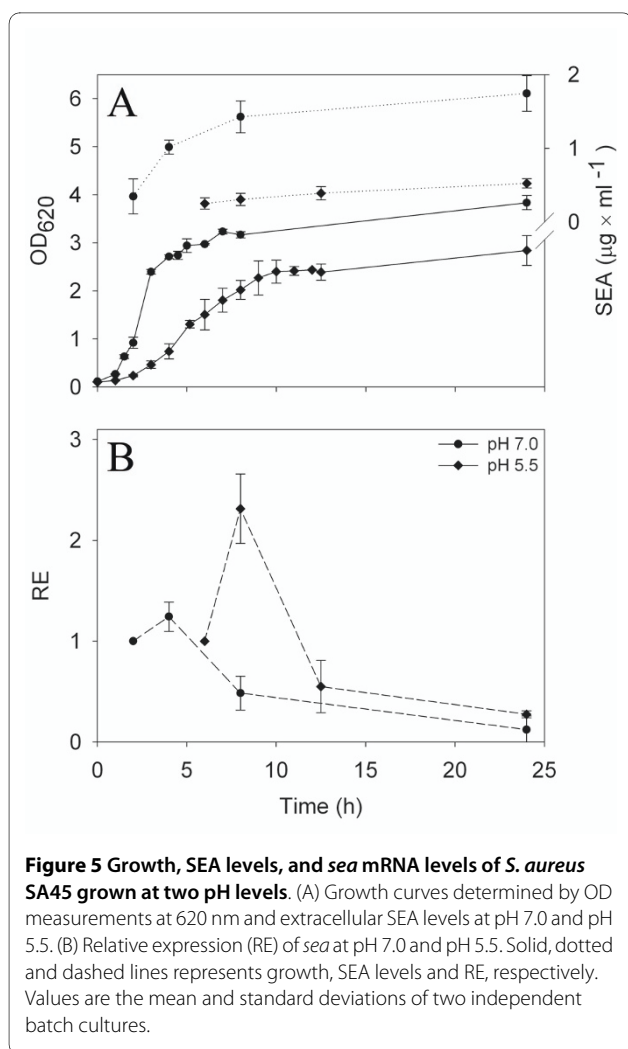 A
6
5
4
3
2
1
0
OD620
2
1
0
SEA (µg × ml -1)
B
pH 7.0
pH 5.5
3
2
1
0
RE
0 5 10 15 20 25
Time (h)
Figure 5 Growth, SEA levels, and sea mRNA levels of S. aureus
SA45 grown at two pH levels. (A) Growth curves determined by OD
measurements at 620 nm and extracellular SEA levels at pH 7.0 and pH
5.5. (B) Relative expression (RE) of sea at pH 7.0 and pH 5.5. Solid, dotted
and dashed lines represents growth, SEA levels and RE, respectively.
Values are the mean and standard deviations of two independent
batch cultures.